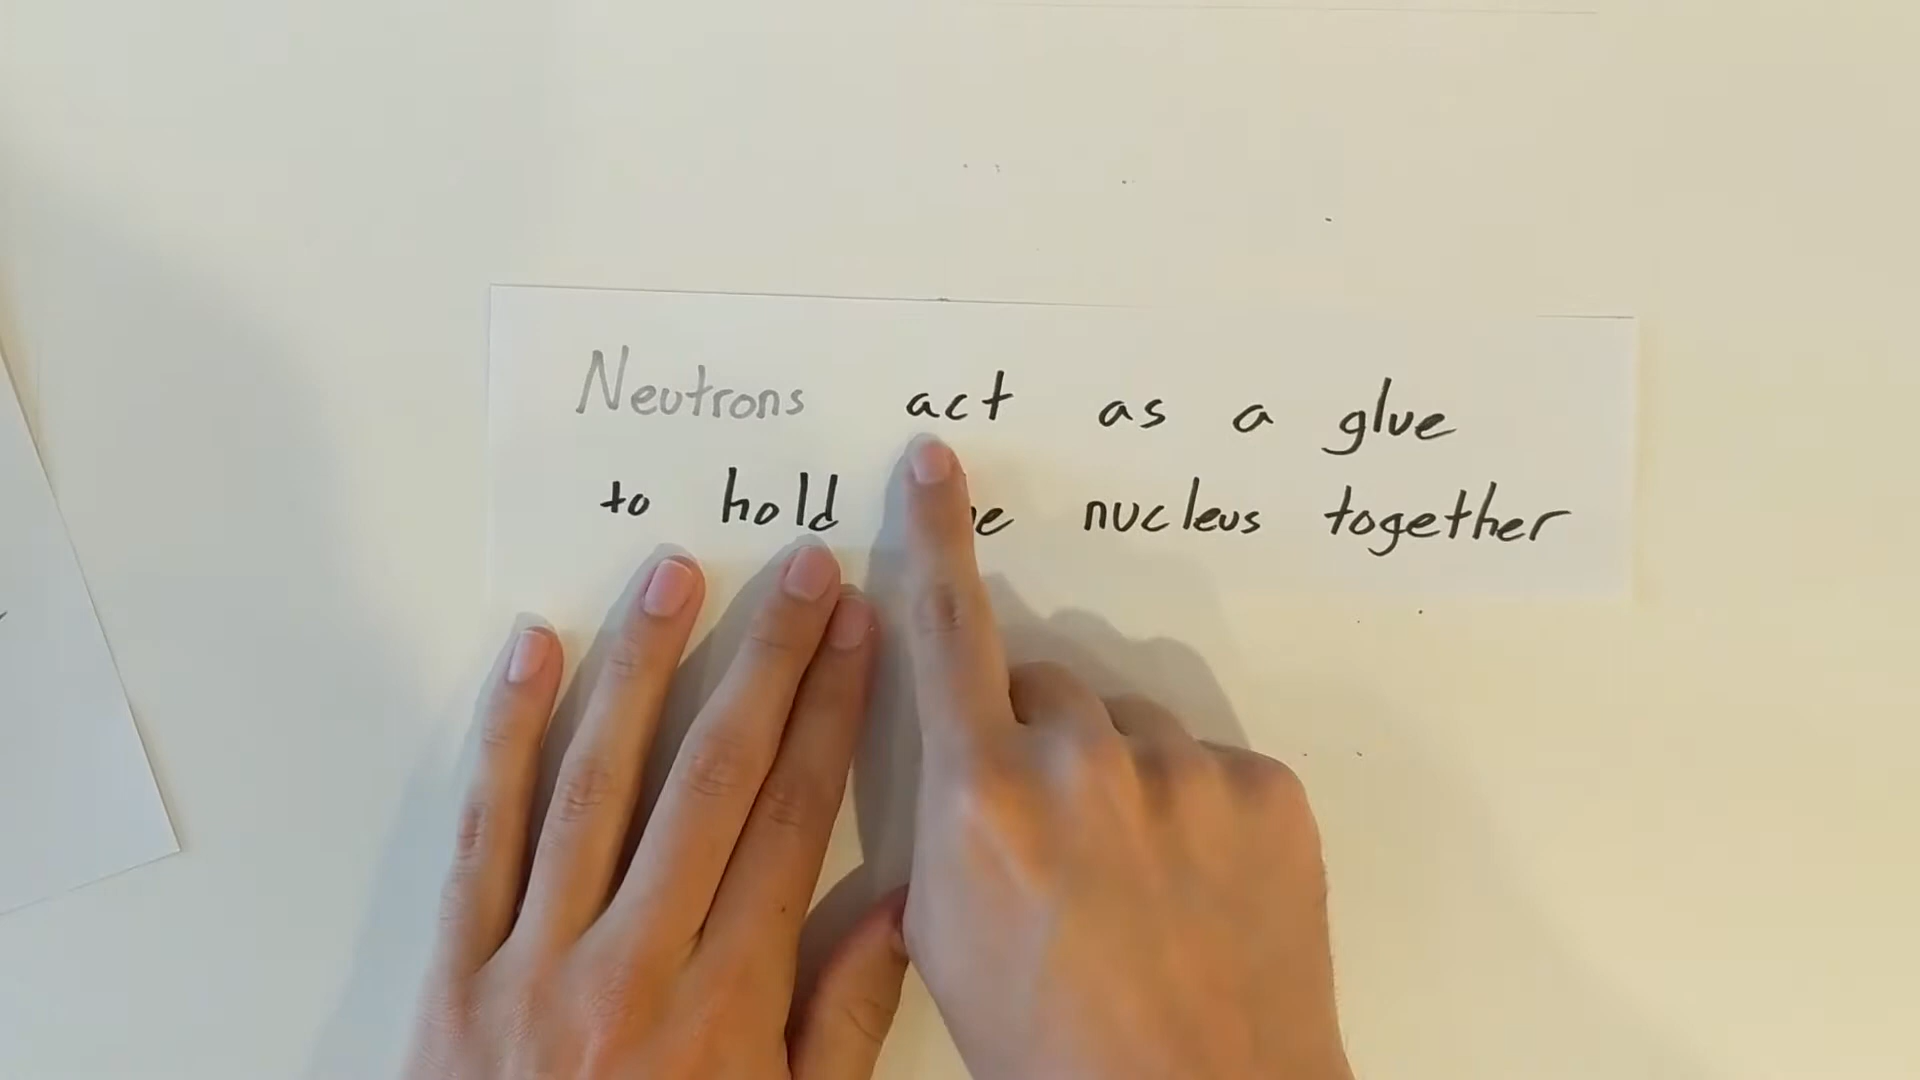 Neutrons act as a glue
to hold nucleus together